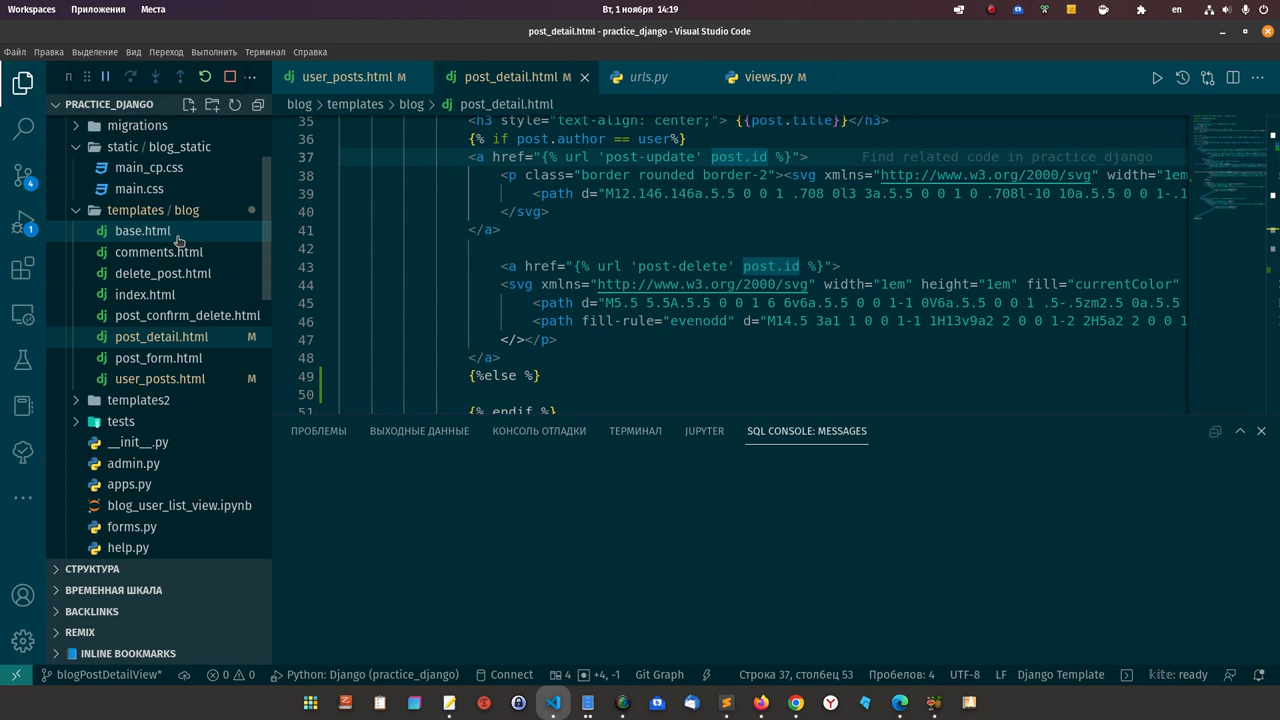 Workspaces Приложения Места Вт, 1 ноября 14:19 en
post_detail.html - practice_django - Visual Studio Code
Файл Правка Выделение Вид Переход Выполнить Терминал Справка
user_posts.html M post_detail.html M urls.py views.py M
PRACTICE_DJANGO
blog › templates › blog › post_detail.html
migrations
static / blog_static
main_cp.css
main.css
templates / blog
base.html
comments.html
delete_post.html
index.html
post_confirm_delete.html
post_detail.html M
post_form.html
user_posts.html M
templates2
tests
__init__.py
admin.py
apps.py
blog_user_list_view.ipynb
forms.py
help.py
СТРУКТУРА
ВРЕМЕННАЯ ШКАЛА
BACKLINKS
REMIX
INLINE BOOKMARKS
4
1
35 <h3 style="text-align: center;"> {{post.title}}</h3>
36 {% if post.author == user%}
37 <a href="{% url 'post-update' post.id %}"> Find related code in practice_django
38 <p class="border rounded border-2"><svg xmlns="http://www.w3.org/2000/svg" width="1em
39 <path d="M12.146.146a.5.5 0 0 1 .708 0l3 3a.5.5 0 0 1 0 .708l-10 10a.5.5 0 0 1-.1
40 </svg>
41 </a>
42
43 <a href="{% url 'post-delete' post.id %}">
44 <svg xmlns="http://www.w3.org/2000/svg" width="1em" height="1em" fill="currentColor"
45 <path d="M5.5 5.5A.5.5 0 0 1 6 6v6a.5.5 0 0 1-1 0V6a.5.5 0 0 1 .5-.5zm2.5 0a.5.5
46 <path fill-rule="evenodd" d="M14.5 3a1 1 0 0 1-1 1H13v9a2 2 0 0 1-2 2H5a2 2 0 0 1
47 </></p>
48 </a>
49 {%else %}
50
51 {% endif %}
ПРОБЛЕМЫ ВЫХОДНЫЕ ДАННЫЕ КОНСОЛЬ ОТЛАДКИ ТЕРМИНАЛ JUPYTER SQL CONSOLE: MESSAGES
blogPostDetailView* 0 0 Python: Django (practice_django) Connect 4 +4, -1 Git Graph Строка 37, столбец 53 Пробелов: 4 UTF-8 LF Django Template kite: ready